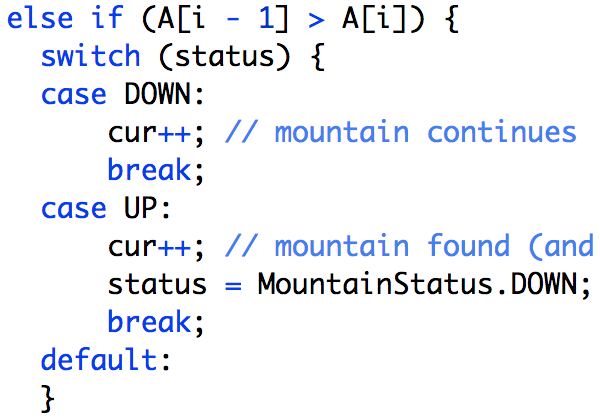 else if (A[i - 1] > A[i]) {
  switch (status) {
  case DOWN:
      cur++; // mountain continues
      break;
  case UP:
      cur++; // mountain found (and
      status = MountainStatus.DOWN;
      break;
  default:
  }